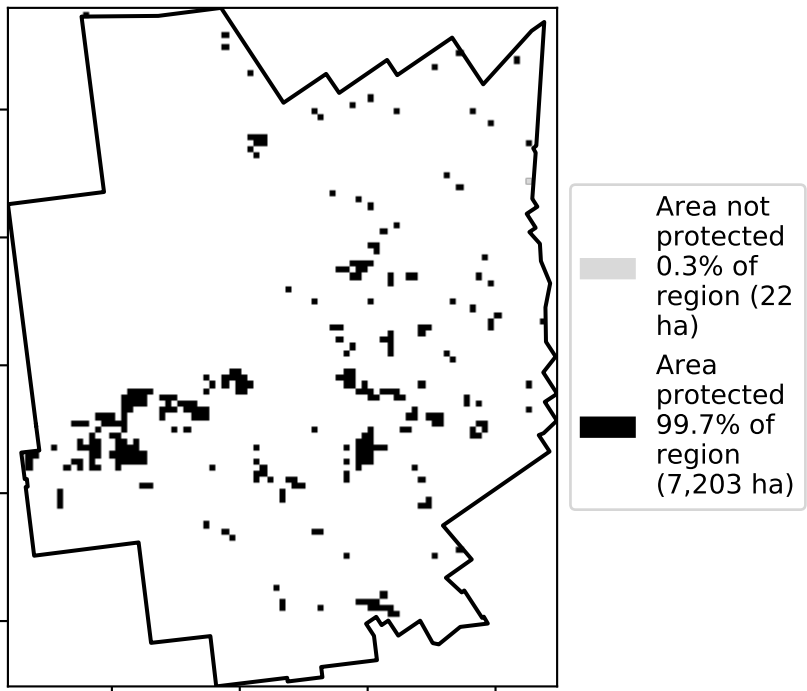 Area not
protected
0.3% of
region (22
ha)
Area
protected
99.7% of
region
(7,203 ha)